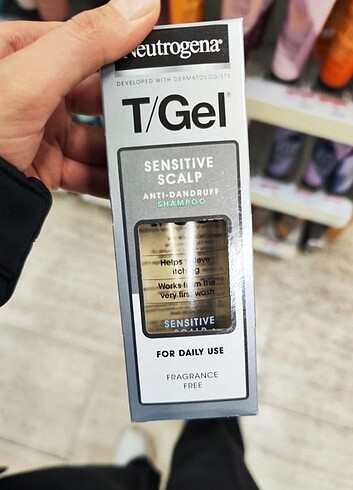 Neutrogena®
DEVELOPED WITH DERMATOLOGISTS
T/Gel®
SENSITIVE
SCALP
ANTI-DANDRUFF
SHAMPOO
Helps relieve
itching
Works from the
very first wash
SENSITIVE
SCALP
FOR DAILY USE
FRAGRANCE
FREE